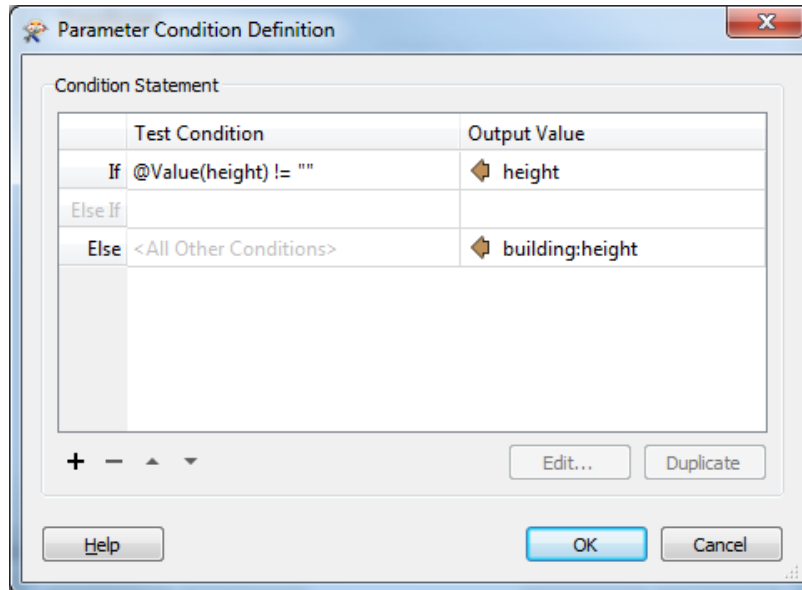 Parameter Condition Definition
Condition Statement
Test Condition Output Value
If @Value(height) != "" height
Else If
Else <All Other Conditions> building:height
Edit... Duplicate
Help OK Cancel